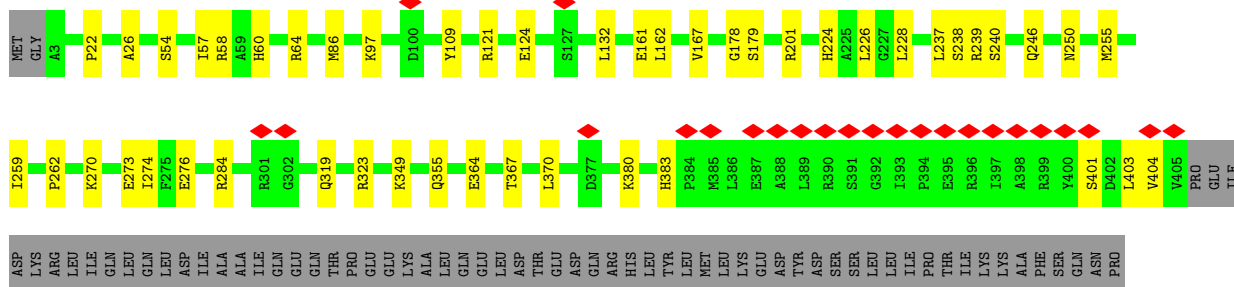 MET GLY A3 P22 A26 S54 I57 R58 A59 H60 R64 M86 K97 D100 Y109 R121 E124 S127 L132 E161 L162 V167 G178 S179 R201 H224 A225 L226 G227 L228 L237 S238 R239 S240 Q246 N250 M255
I259 P262 K270 E273 I274 F275 E276 R284 R301 G302 Q319 R323 K349 Q355 E364 T367 L370 D377 K380 H383 P384 M385 L386 E387 A388 L389 R390 S391 G392 I393 P394 E395 R396 I397 A398 R399 Y400 S401 D402 L403 V404 V405 PRO GLU ILE
ASP LYS ARG LEU ILE GLN LEU GLN LEU ASP ILE ALA ALA ILE GLN GLU GLN THR PRO GLU GLU LYS ALA LEU GLN GLU LEU ASP THR GLU ASP GLN ARG HIS LEU TYR LEU MET LEU LYS GLU ASP TYR ASP SER SER LEU LEU ILE PRO THR ILE LYS LYS ALA PHE SER GLN ASN PRO